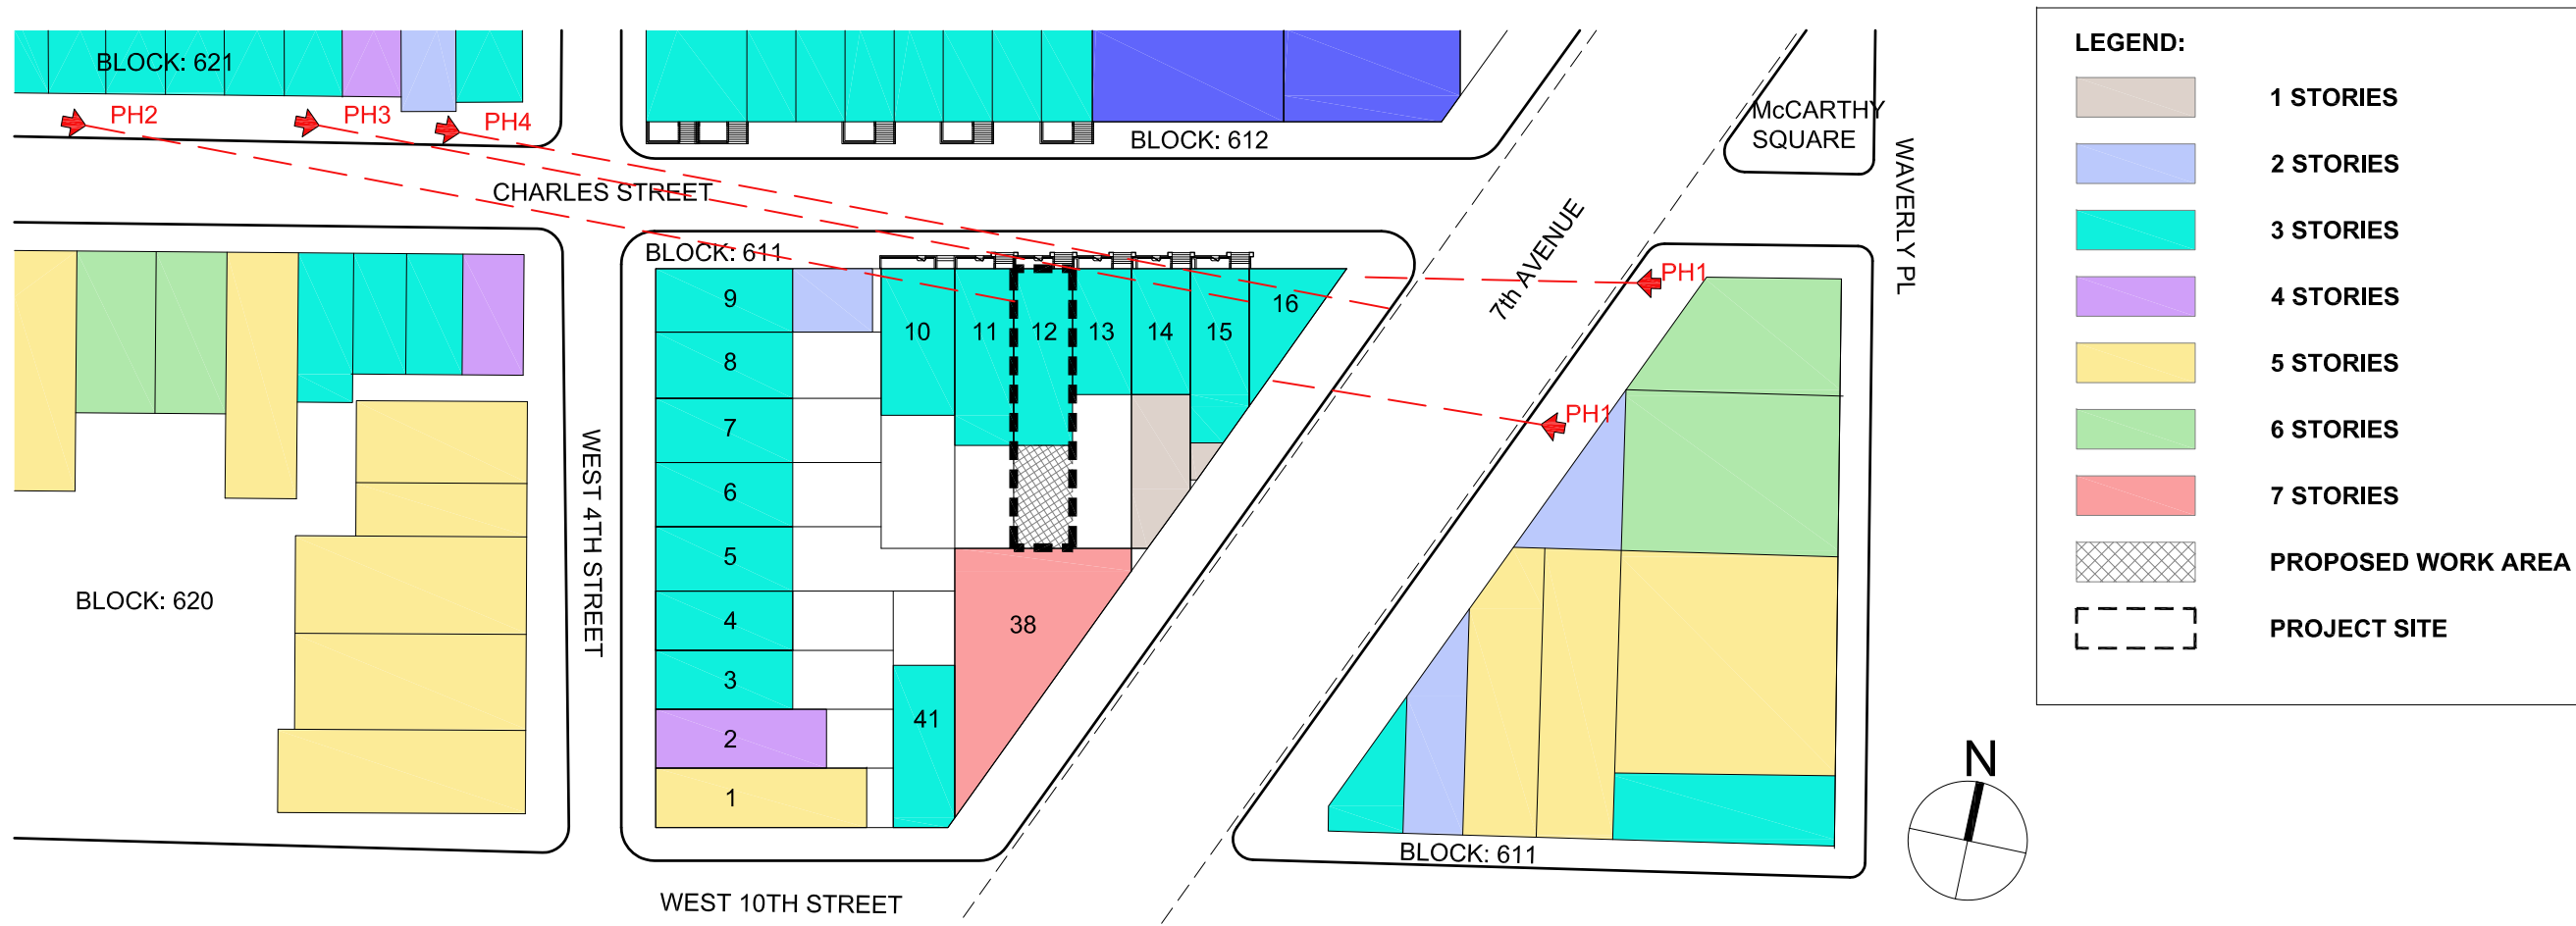 BLOCK: 621
PH2
PH3
PH4
BLOCK: 612
McCARTHY
SQUARE
WAVERLY PL
CHARLES STREET
7th AVENUE
BLOCK: 611
PH1
PH1
9
8
7
6
5
4
3
2
1
10
11
12
13
14
15
16
38
41
WEST 4TH STREET
BLOCK: 620
BLOCK: 611
WEST 10TH STREET
N
LEGEND:
1 STORIES
2 STORIES
3 STORIES
4 STORIES
5 STORIES
6 STORIES
7 STORIES
PROPOSED WORK AREA
PROJECT SITE